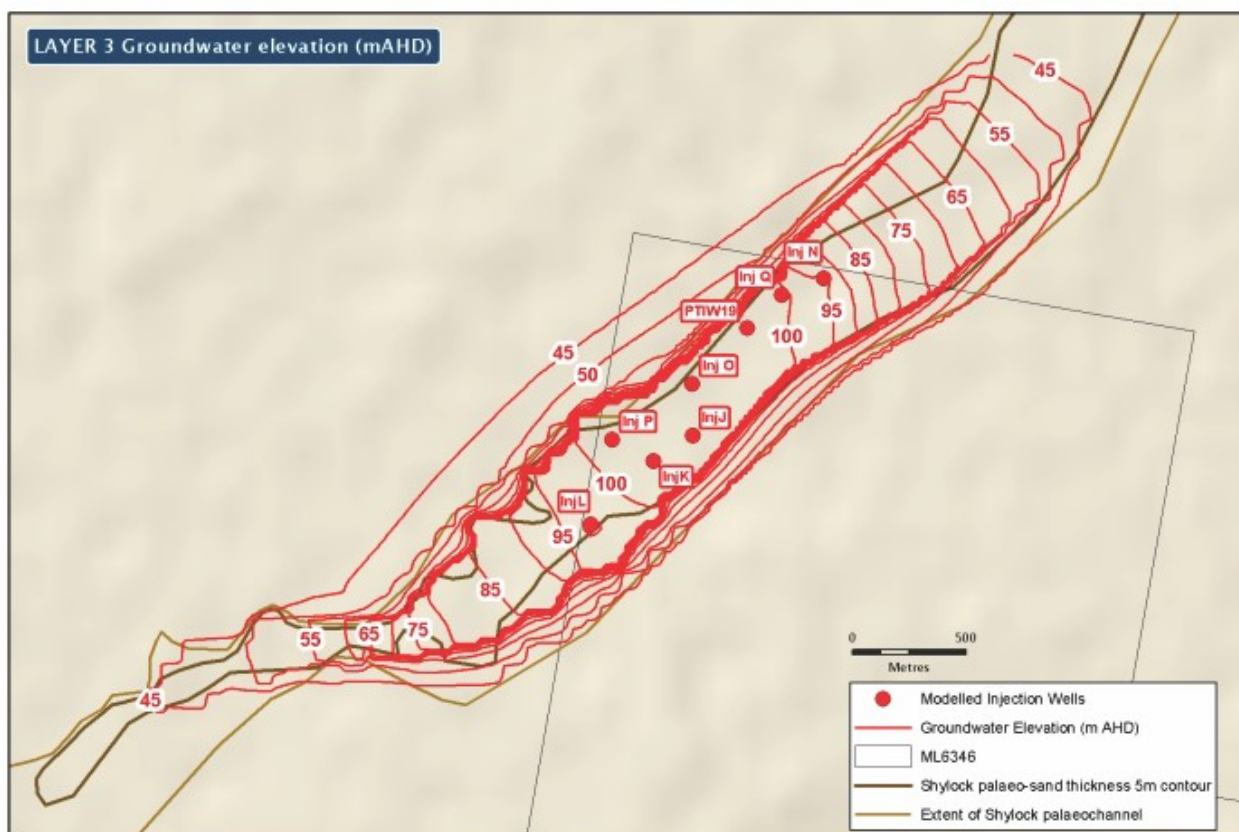 LAYER 3 Groundwater elevation (mAHD)
45
55
65
75
85
Inj N
Inj Q
95
PTIW19
100
45
50
Inj O
Inj P
InjJ
InjK
100
InjL
95
85
75
65
55
45
0 500
Metres
Modelled Injection Wells
Groundwater Elevation (m AHD)
ML6346
Shylock palaeo-sand thickness 5m contour
Extent of Shylock palaeochannel